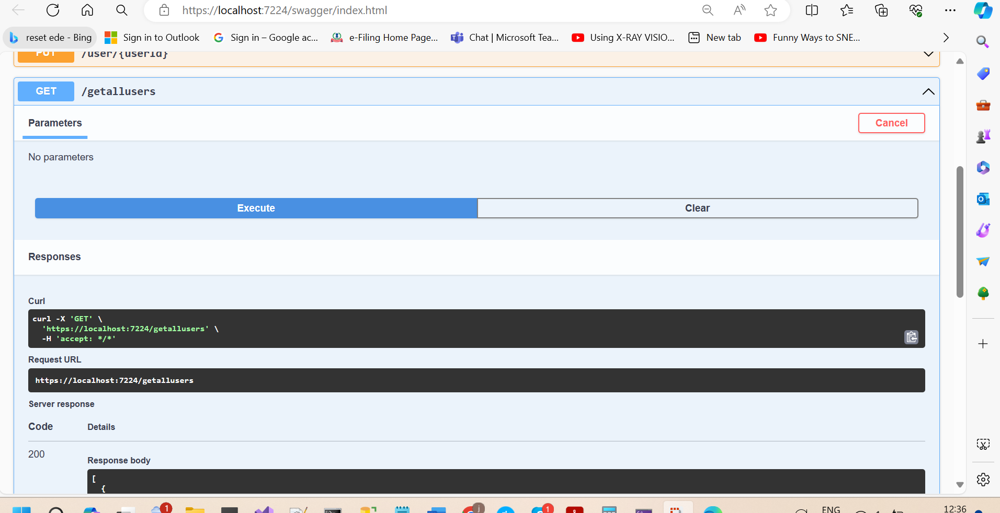 https://localhost:7224/swagger/index.html
reset ede - Bing
Sign in to Outlook
Sign in – Google ac...
e-Filing Home Page...
Chat | Microsoft Tea...
Using X-RAY VISIO...
New tab
Funny Ways to SNE...
PUT /user/{userId}
GET /getallusers
Parameters
Cancel
No parameters
Execute
Clear
Responses
Curl
curl -X 'GET' \
'https://localhost:7224/getallusers' \
-H 'accept: */*'
Request URL
https://localhost:7224/getallusers
Server response
Code Details
200
Response body
[
{
1
j
1
ENG
12:36